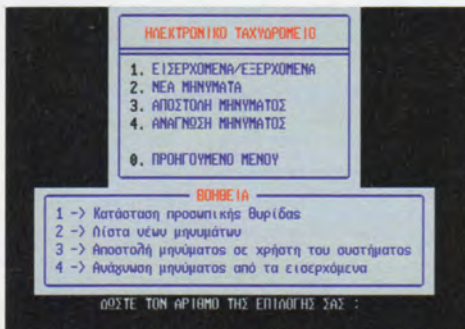 ΗΛΕΚΤΡΟΝΙΚΟ ΤΑΧΥΔΡΟΜΕΙΟ
1. ΕΙΣΕΡΧΟΜΕΝΑ/ΕΞΕΡΧΟΜΕΝΑ
2. ΝΕΑ ΜΗΝΥΜΑΤΑ
3. ΑΠΟΣΤΟΛΗ ΜΗΝΥΜΑΤΟΣ
4. ΑΝΑΓΝΩΣΗ ΜΗΝΥΜΑΤΟΣ
0. ΠΡΟΗΓΟΥΜΕΝΟ ΜΕΝΟΥ
ΒΟΗΘΕΙΑ
1 -> Κατάσταση προσωπικής θυρίδας
2 -> Λίστα νέων μηνυμάτων
3 -> Αποστολή μηνύματος σε χρήστη του συστήματος
4 -> Ανάγνωση μηνύματος από τα εισερχόμενα
ΔΩΣΤΕ ΤΟΝ ΑΡΙΘΜΟ ΤΗΣ ΕΠΙΛΟΓΗΣ ΣΑΣ :